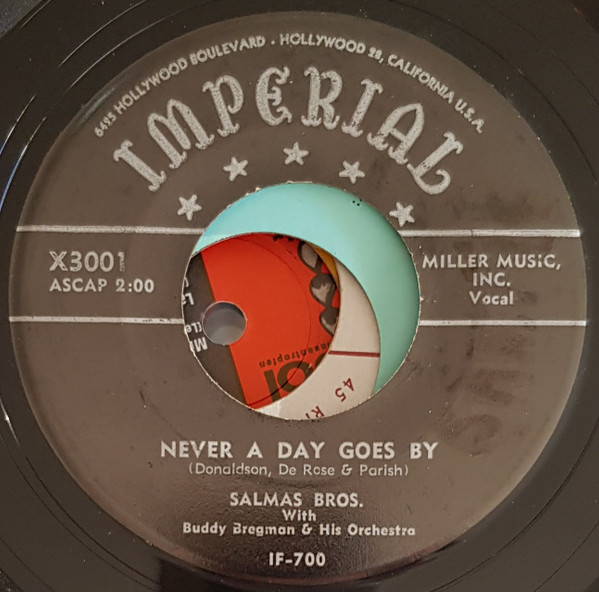 6425 HOLLYWOOD BOULEVARD · HOLLYWOOD 28, CALIFORNIA U.S.A.
IMPERIAL
X3001
ASCAP 2:00
MILLER MUSIC,
INC.
Vocal
45
NEVER A DAY GOES BY
(Donaldson, De Rose & Parish)
SALMAS BROS.
With
Buddy Bregman & His Orchestra
IF-700